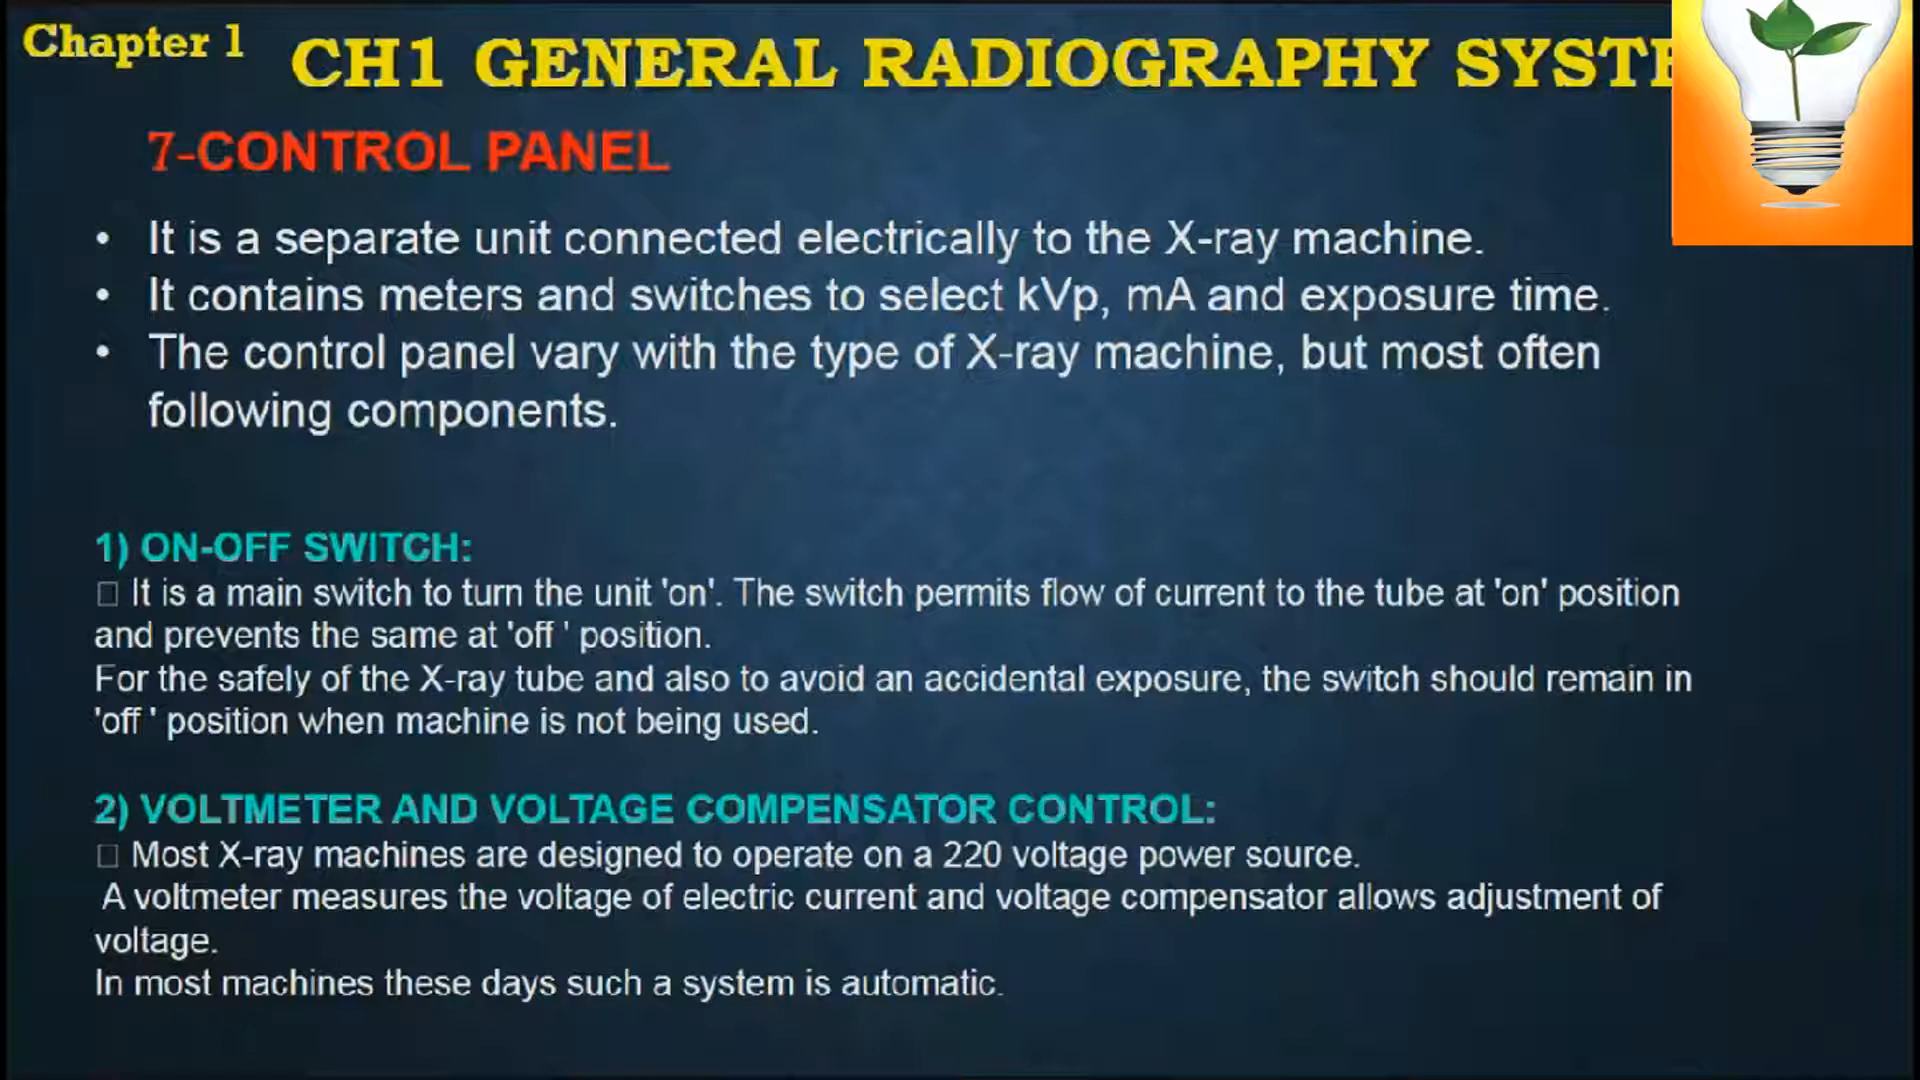 Chapter 1
CH1 GENERAL RADIOGRAPHY SYSTE
7-CONTROL PANEL
• It is a separate unit connected electrically to the X-ray machine.
• It contains meters and switches to select kVp, mA and exposure time.
• The control panel vary with the type of X-ray machine, but most often
following components.
1) ON-OFF SWITCH:
□ It is a main switch to turn the unit 'on'. The switch permits flow of current to the tube at 'on' position
and prevents the same at 'off ' position.
For the safely of the X-ray tube and also to avoid an accidental exposure, the switch should remain in
'off ' position when machine is not being used.
2) VOLTMETER AND VOLTAGE COMPENSATOR CONTROL:
□ Most X-ray machines are designed to operate on a 220 voltage power source.
A voltmeter measures the voltage of electric current and voltage compensator allows adjustment of
voltage.
In most machines these days such a system is automatic.